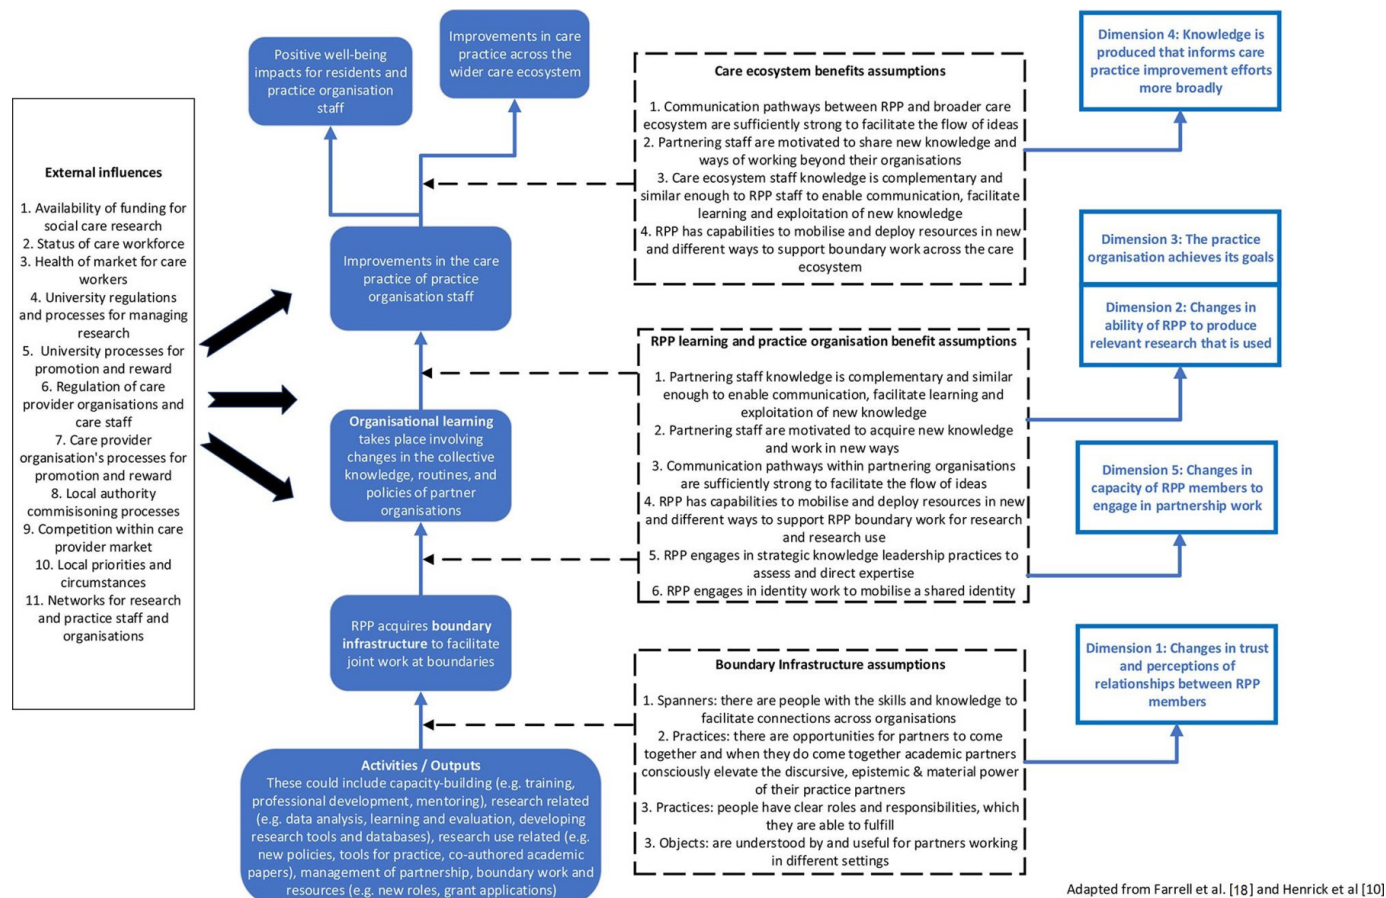 External influences
1. Availability of funding for
social care research
2. Status of care workforce
3. Health of market for care
workers
4. University regulations
and processes for managing
research
5. University processes for
promotion and reward
6. Regulation of care
provider organisations and
care staff
7. Care provider
organisation's processes for
promotion and reward
8. Local authority
commisioning processes
9. Competition within care
provider market
10. Local priorities and
circumstances
11. Networks for research
and practice staff and
organisations
Positive well-being
impacts for residents and
practice organisation
staff
Improvements in care
practice across the
wider care ecosystem
Improvements in the care
practice of practice
organisation staff
Organisational learning
takes place involving
changes in the collective
knowledge, routines, and
policies of partner
organisations
RPP acquires boundary
infrastructure to facilitate
joint work at boundaries
Activities / Outputs
These could include capacity-building (e.g. training,
professional development, mentoring), research related
(e.g. data analysis, learning and evaluation, developing
research tools and databases), research use related (e.g.
new policies, tools for practice, co-authored academic
papers), management of partnership, boundary work and
resources (e.g. new roles, grant applications)
Care ecosystem benefits assumptions
1. Communication pathways between RPP and broader care
ecosystem are sufficiently strong to facilitate the flow of ideas
2. Partnering staff are motivated to share new knowledge and
ways of working beyond their organisations
3. Care ecosystem staff knowledge is complementary and
similar enough to RPP staff to enable communication, facilitate
learning and exploitation of new knowledge
4. RPP has capabilities to mobilise and deploy resources in new
and different ways to support boundary work across the care
ecosystem
RPP learning and practice organisation benefit assumptions
1. Partnering staff knowledge is complementary and similar
enough to enable communication, facilitate learning and
exploitation of new knowledge
2. Partnering staff are motivated to acquire new knowledge
and work in new ways
3. Communication pathways within partnering organisations
are sufficiently strong to facilitate the flow of ideas
4. RPP has capabilities to mobilise and deploy resources in new
and different ways to support RPP boundary work for research
and research use
5. RPP engages in strategic knowledge leadership practices to
assess and direct expertise
6. RPP engages in identity work to mobilise a shared identity
Boundary Infrastructure assumptions
1. Spanners: there are people with the skills and knowledge to
facilitate connections across organisations
2. Practices: there are opportunities for partners to come
together and when they do come together academic partners
consciously elevate the discursive, epistemic & material power
of their practice partners
3. Practices: people have clear roles and responsibilities, which
they are able to fulfill
3. Objects: are understood by and useful for partners working
in different settings
Dimension 4: Knowledge is
produced that informs care
practice improvement efforts
more broadly
Dimension 3: The practice
organisation achieves its goals
Dimension 2: Changes in
ability of RPP to produce
relevant research that is used
Dimension 5: Changes in
capacity of RPP members to
engage in partnership work
Dimension 1: Changes in trust
and perceptions of
relationships between RPP
members
Adapted from Farrell et al. [18] and Henrick et al [10]